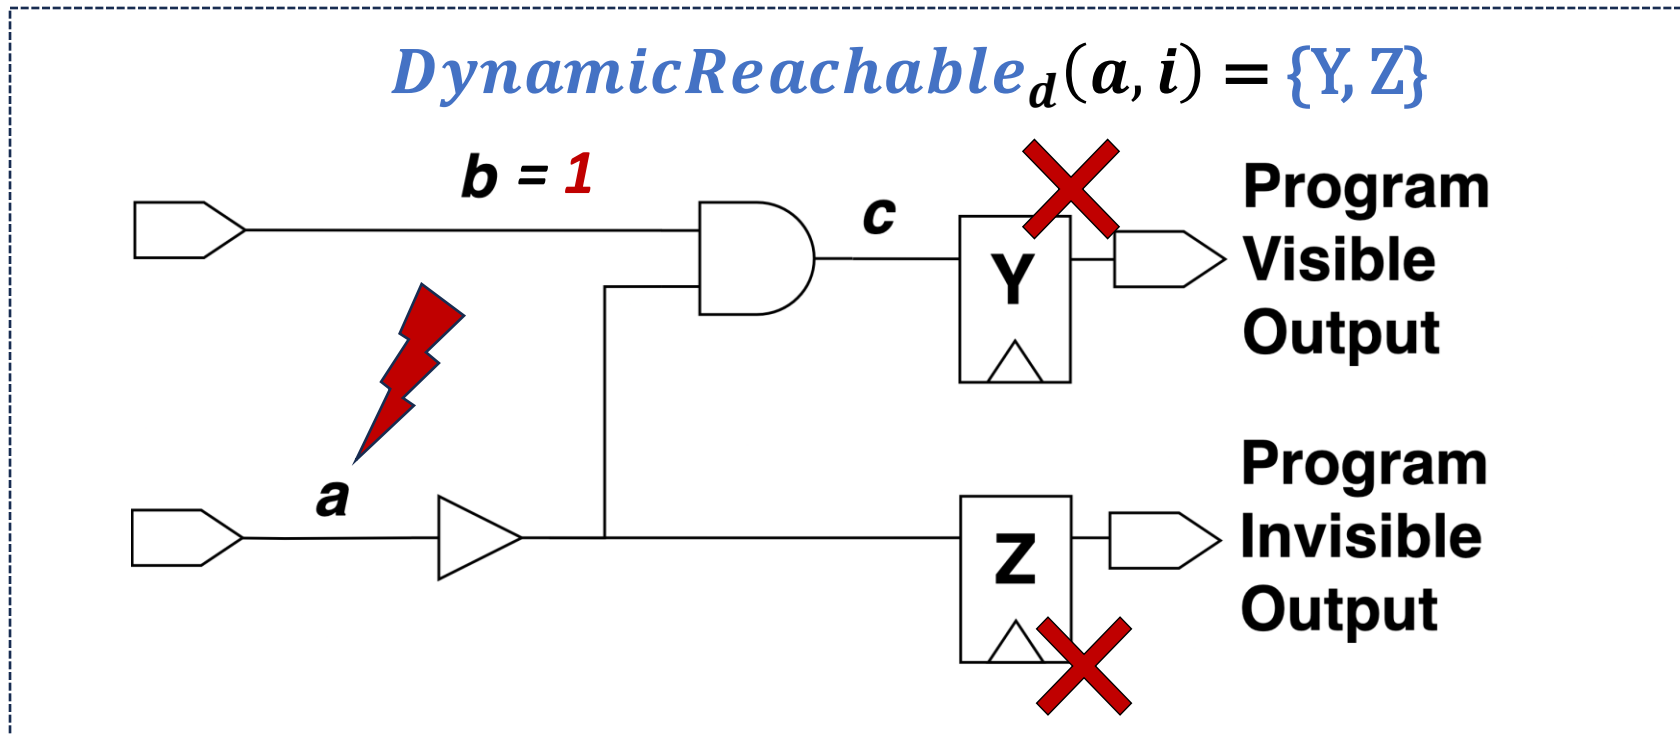 DynamicReachable_d(a, i) = {Y, Z}
b = 1
c
Y
Program
Visible
Output
a
Z
Program
Invisible
Output